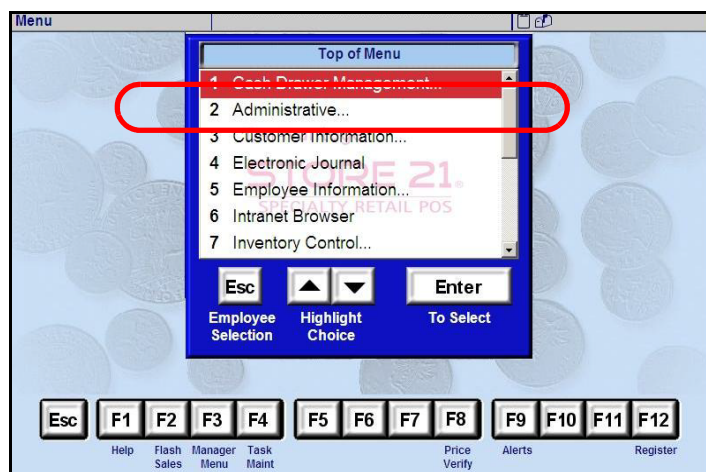 Menu
Top of Menu
1 Cash Drawer Management...
2 Administrative...
3 Customer Information...
4 Electronic Journal
5 Employee Information...
6 Intranet Browser
7 Inventory Control...
STORE 21®
SPECIALTY RETAIL POS
Esc
Enter
Employee Selection
Highlight Choice
To Select
Esc F1 F2 F3 F4 F5 F6 F7 F8 F9 F10 F11 F12
Help Flash Manager Task Price Alerts Register
Sales Menu Maint Verify